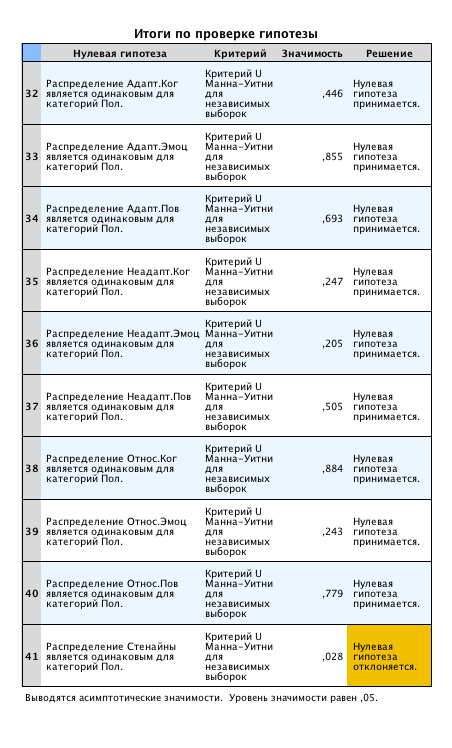 Итоги по проверке гипотезы
Нулевая гипотеза Критерий Значимость Решение
32 Распределение Адапт.Ког является одинаковым для категорий Пол. Критерий U Манна-Уитни для независимых выборок ,446 Нулевая гипотеза принимается.
33 Распределение Адапт.Эмоц является одинаковым для категорий Пол. Критерий U Манна-Уитни для независимых выборок ,855 Нулевая гипотеза принимается.
34 Распределение Адапт.Пов является одинаковым для категорий Пол. Критерий U Манна-Уитни для независимых выборок ,693 Нулевая гипотеза принимается.
35 Распределение Неадапт.Ког является одинаковым для категорий Пол. Критерий U Манна-Уитни для независимых выборок ,247 Нулевая гипотеза принимается.
36 Распределение Неадапт.Эмоц является одинаковым для категорий Пол. Критерий U Манна-Уитни для независимых выборок ,205 Нулевая гипотеза принимается.
37 Распределение Неадапт.Пов является одинаковым для категорий Пол. Критерий U Манна-Уитни для независимых выборок ,505 Нулевая гипотеза принимается.
38 Распределение Относ.Ког является одинаковым для категорий Пол. Критерий U Манна-Уитни для независимых выборок ,884 Нулевая гипотеза принимается.
39 Распределение Относ.Эмоц является одинаковым для категорий Пол. Критерий U Манна-Уитни для независимых выборок ,243 Нулевая гипотеза принимается.
40 Распределение Относ.Пов является одинаковым для категорий Пол. Критерий U Манна-Уитни для независимых выборок ,779 Нулевая гипотеза принимается.
41 Распределение Стенайны является одинаковым для категорий Пол. Критерий U Манна-Уитни для независимых выборок ,028 Нулевая гипотеза отклоняется.
Выводятся асимптотические значимости. Уровень значимости равен ,05.